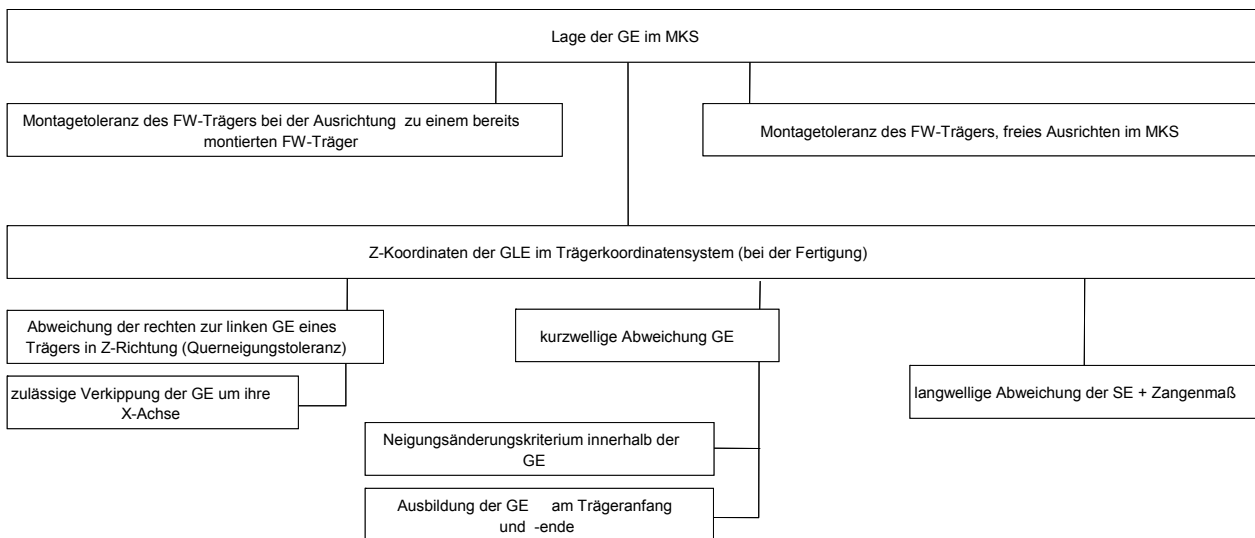 Lage der GE im MKS
Montagetoleranz des FW-Trägers bei der Ausrichtung zu einem bereits
montierten FW-Träger
Montagetoleranz des FW-Trägers, freies Ausrichten im MKS
Z-Koordinaten der GLE im Trägerkoordinatensystem (bei der Fertigung)
Abweichung der rechten zur linken GE eines
Trägers in Z-Richtung (Querneigungstoleranz)
kurzwellige Abweichung GE
zulässige Verkippung der GE um ihre
X-Achse
langwellige Abweichung der SE + Zangenmaß
Neigungsänderungskriterium innerhalb der
GE
Ausbildung der GE am Trägeranfang
und -ende